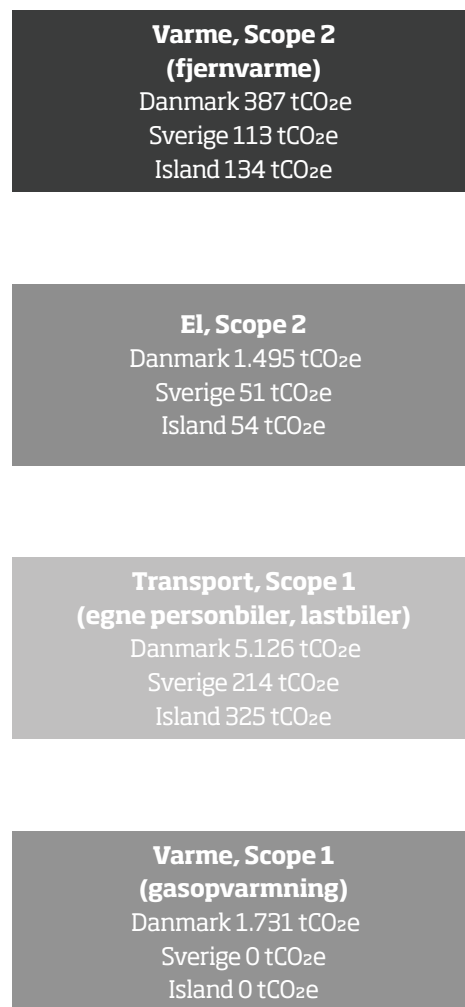 Varme, Scope 2
(fjernvarme)
Danmark 387 tCO₂e
Sverige 113 tCO₂e
Island 134 tCO₂e
El, Scope 2
Danmark 1.495 tCO₂e
Sverige 51 tCO₂e
Island 54 tCO₂e
Transport, Scope 1
(egne personbiler, lastbiler)
Danmark 5.126 tCO₂e
Sverige 214 tCO₂e
Island 325 tCO₂e
Varme, Scope 1
(gasopvarmning)
Danmark 1.731 tCO₂e
Sverige 0 tCO₂e
Island 0 tCO₂e